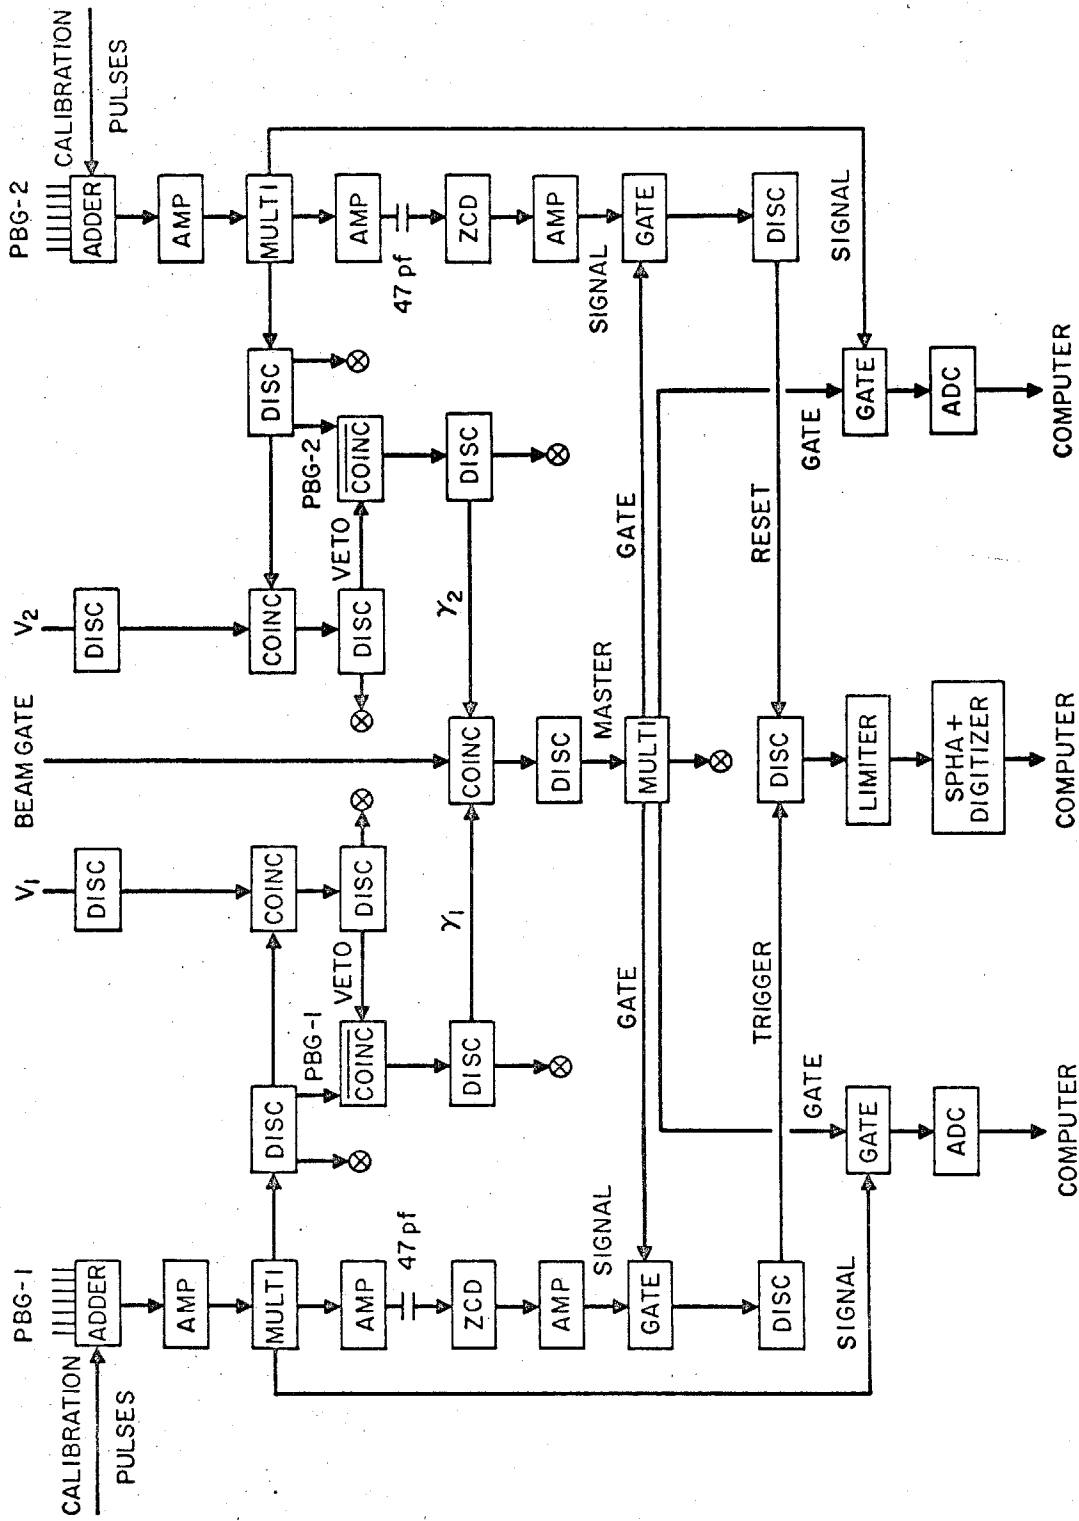 PBG-1
V1
BEAM GATE
V2
PBG-2
CALIBRATION
PULSES
ADDER
DISC
DISC
ADDER
CALIBRATION
PULSES
AMP
AMP
MULTI
DISC
COINC
COINC
DISC
MULTI
PBG-1
VETO
VETO
PBG-2
AMP
COINC
DISC
DISC
COINC
AMP
47 pf
47 pf
ZCD
DISC
γ1
COINC
γ2
DISC
ZCD
AMP
DISC
AMP
SIGNAL
MASTER
SIGNAL
GATE
GATE
MULTI
GATE
GATE
DISC
TRIGGER
DISC
RESET
DISC
SIGNAL
GATE
GATE
SIGNAL
GATE
LIMITER
GATE
ADC
SPHA+
DIGITIZER
ADC
COMPUTER
COMPUTER
COMPUTER